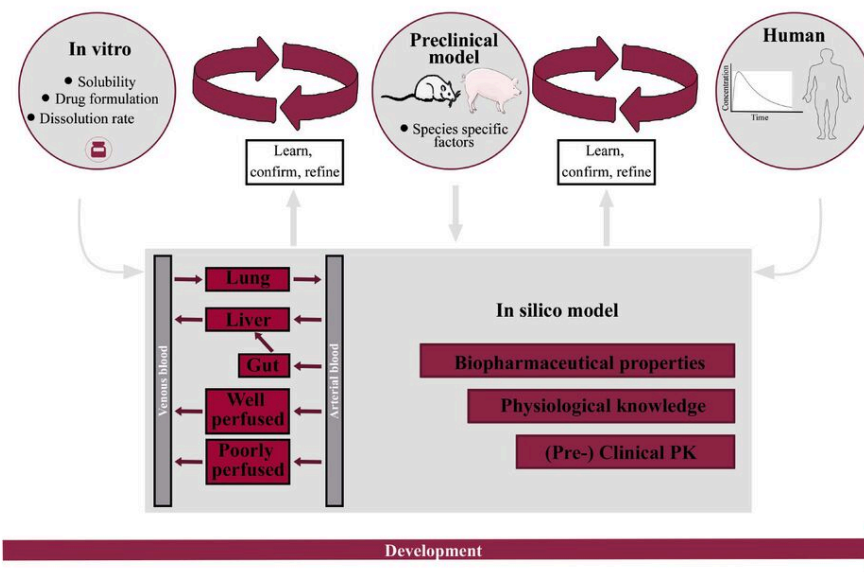 In vitro
● Solubility
● Drug formulation
● Dissolution rate
Preclinical
model
● Species specific
factors
Human
Concentration
Time
Learn,
confirm, refine
Learn,
confirm, refine
Venous blood
Lung
Liver
Gut
Well
perfused
Poorly
perfused
Arterial blood
In silico model
Biopharmaceutical properties
Physiological knowledge
(Pre-) Clinical PK
Development